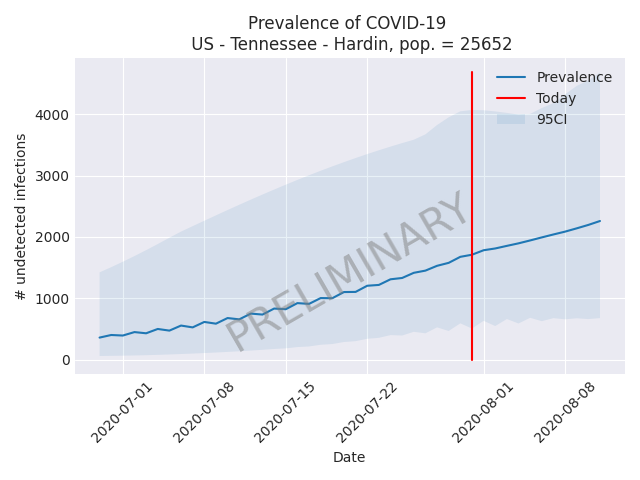 Prevalence of COVID-19
US - Tennessee - Hardin, pop. = 25652
Prevalence
Today
95CI
# undetected infections
4000
3000
2000
1000
0
PRELIMINARY
2020-07-01
2020-07-08
2020-07-15
2020-07-22
2020-08-01
2020-08-08
Date